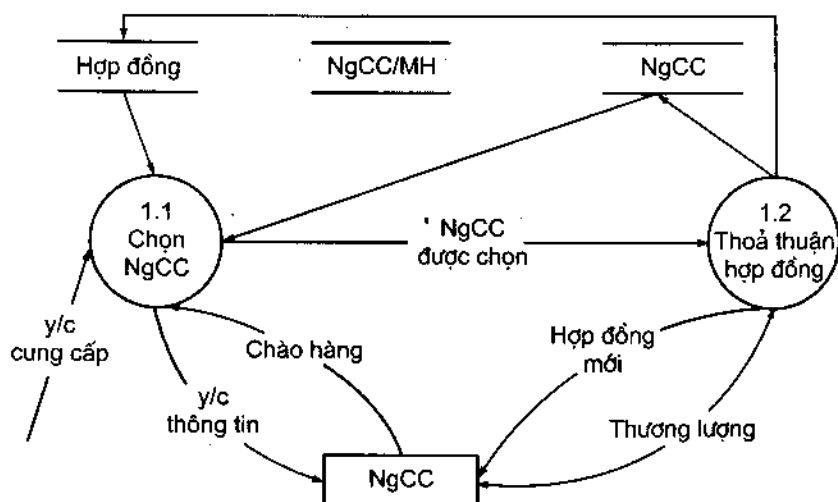 Hợp đồng
NgCC/MH
NgCC
1.1
Chọn
NgCC
NgCC
được chọn
1.2
Thoả thuận
hợp đồng
y/c
cung cấp
y/c
thông tin
Chào hàng
Hợp đồng
mới
Thương lượng
NgCC